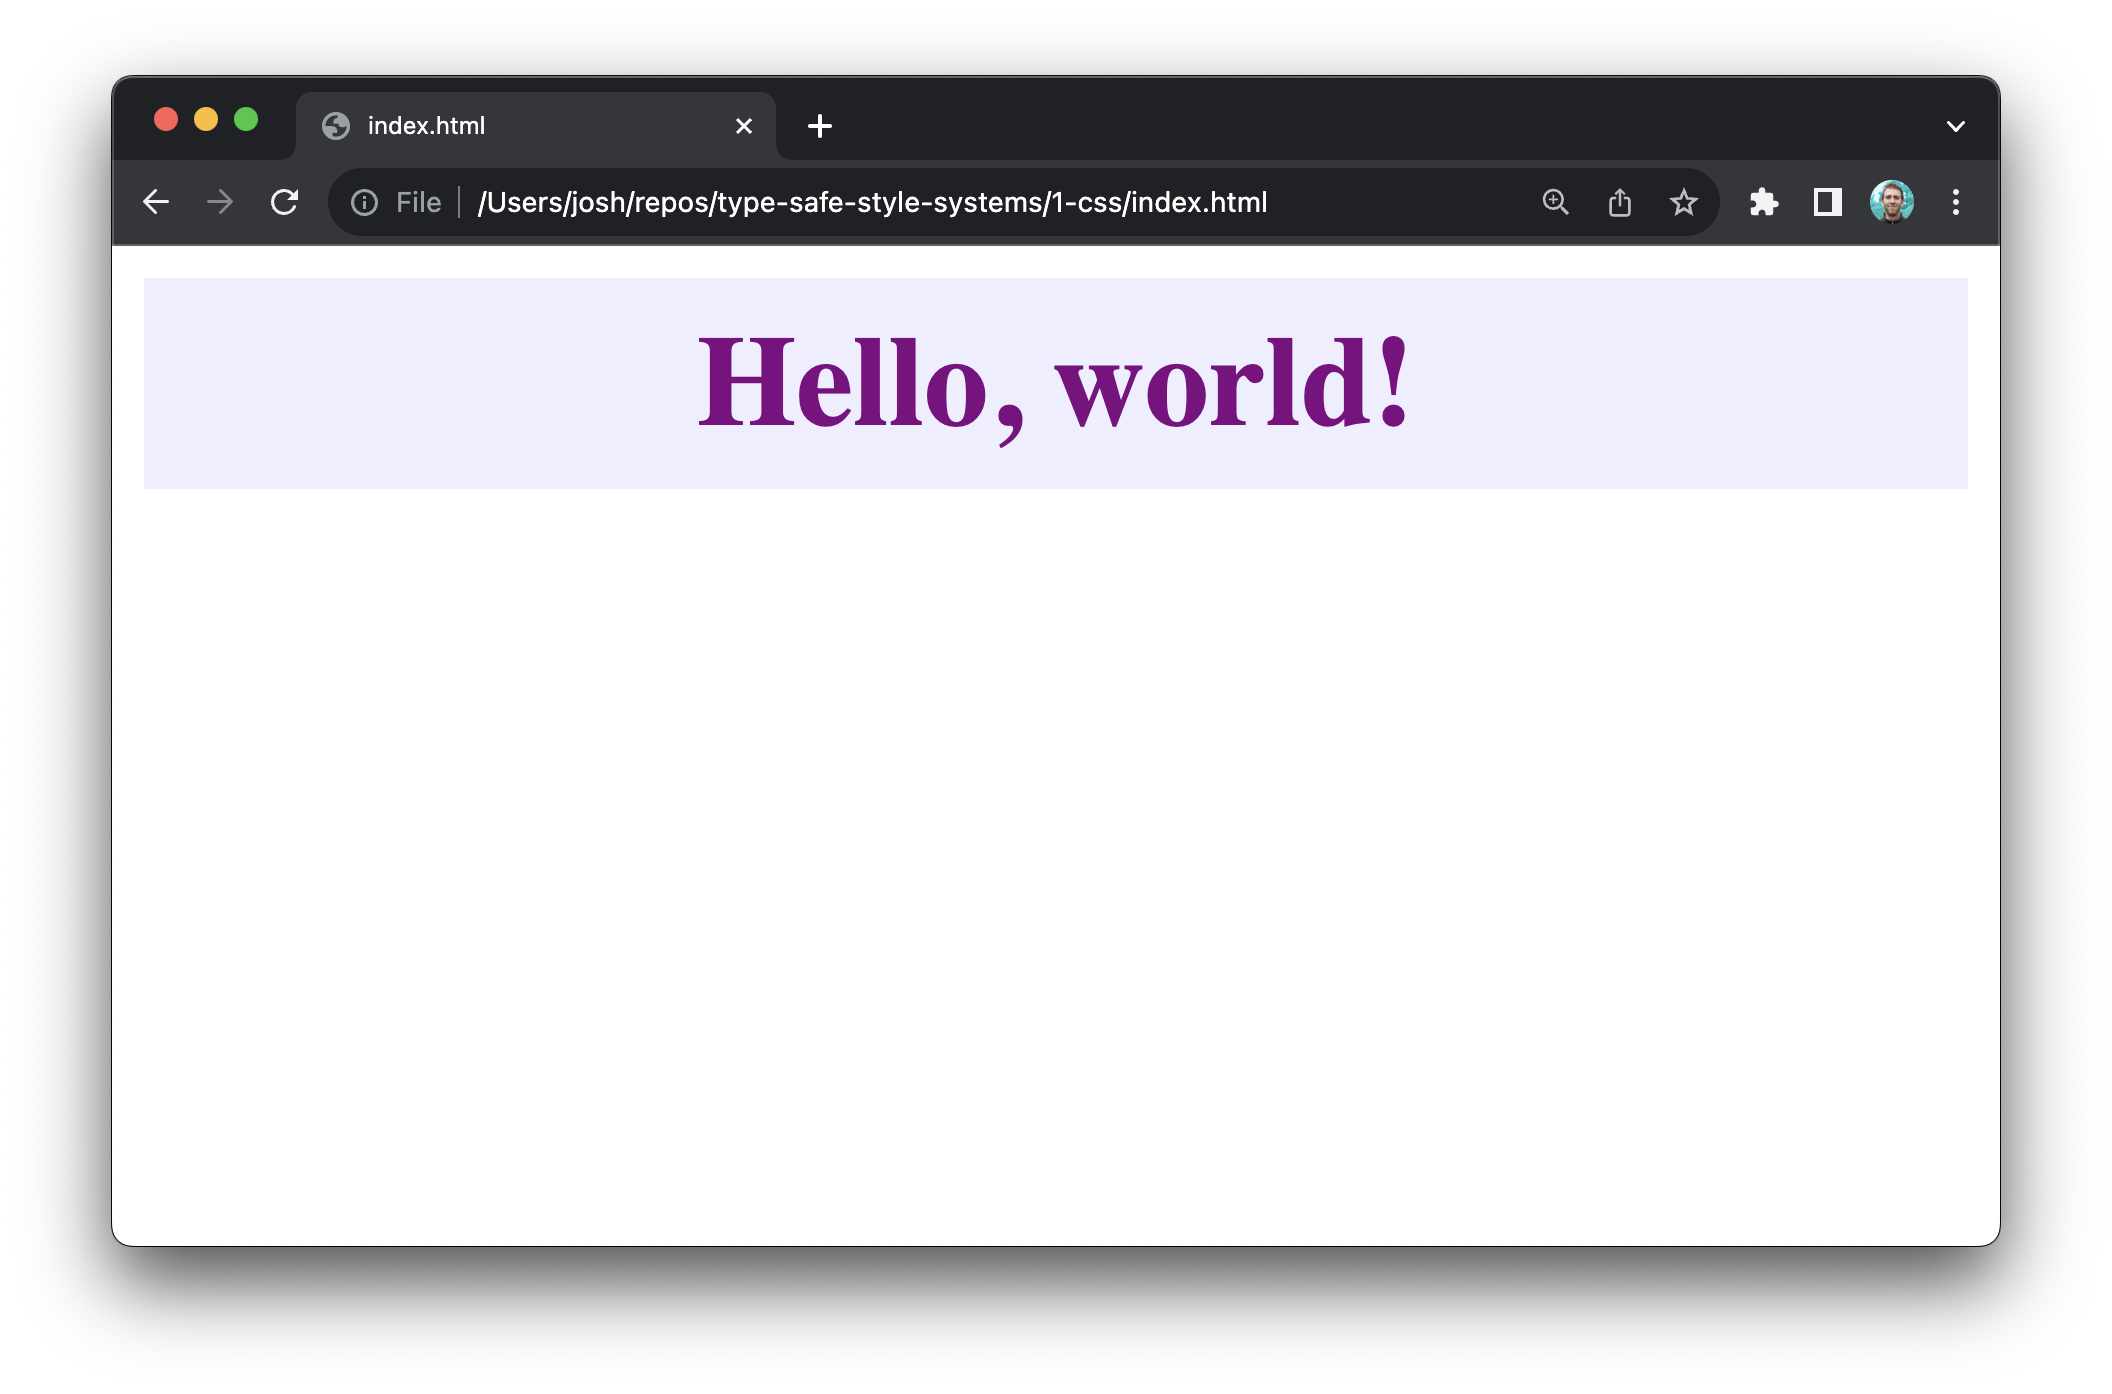 index.html
File /Users/josh/repos/type-safe-style-systems/1-css/index.html
Hello, world!